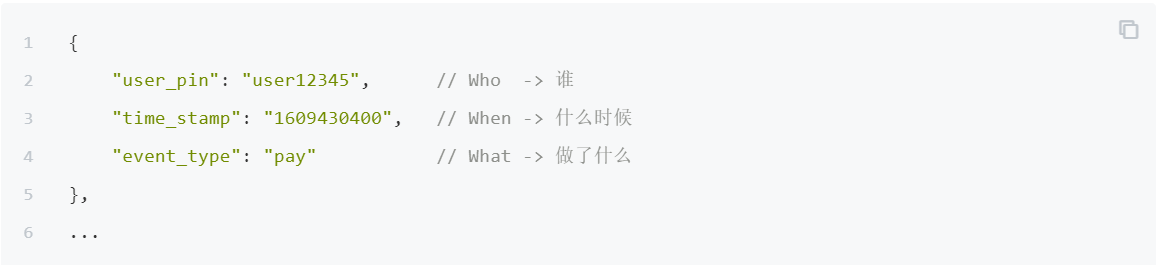 1 {
2     "user_pin": "user12345",      // Who  -> 谁
3     "time_stamp": "1609430400",   // When -> 什么时候
4     "event_type": "pay"           // What -> 做了什么
5 },
6 ...